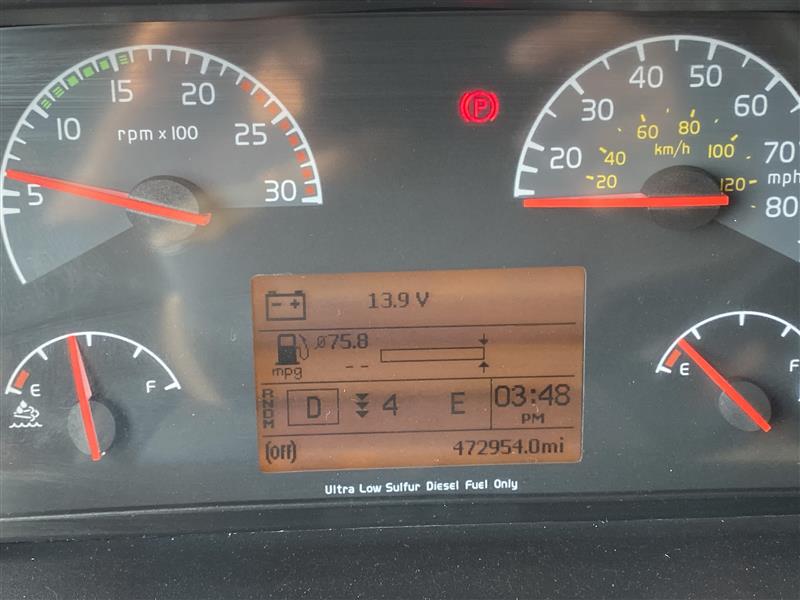 5
10
15
20
25
30
rpm x 100
P
20
30
40
50
60
70
80
mph
20
40
60
80
100
120
km/h
E
F
13.9 V
ø75.8
mpg --
RNDM
D 4 E
03:48
PM
(Off)
472954.0mi
E
F
Ultra Low Sulfur Diesel Fuel Only